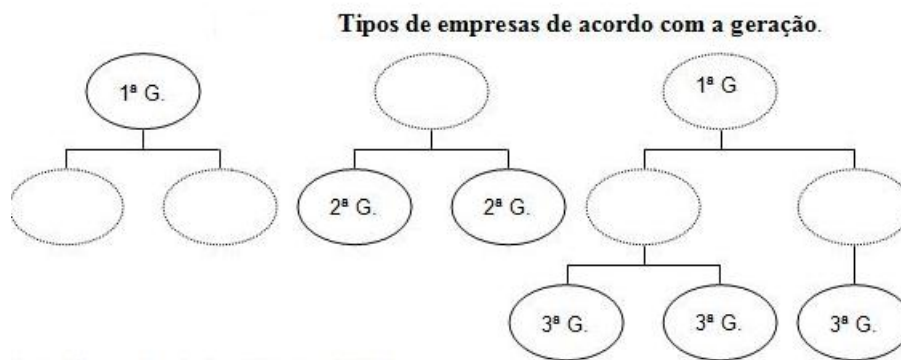 Tipos de empresas de acordo com a geração.
1ª G.
1ª G
2ª G.
2ª G.
3ª G.
3ª G.
3ª G.